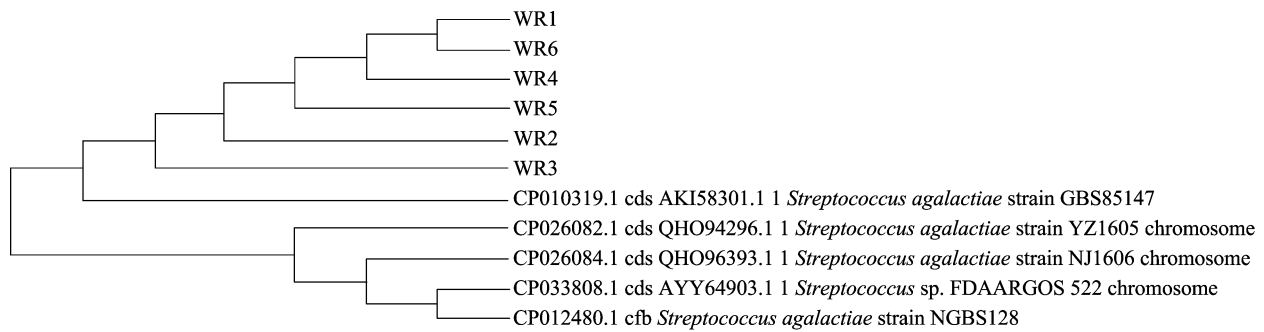 WR1
WR6
WR4
WR5
WR2
WR3
CP010319.1 cds AKI58301.1 1 Streptococcus agalactiae strain GBS85147
CP026082.1 cds QHO94296.1 1 Streptococcus agalactiae strain YZ1605 chromosome
CP026084.1 cds QHO96393.1 1 Streptococcus agalactiae strain NJ1606 chromosome
CP033808.1 cds AYY64903.1 1 Streptococcus sp. FDAARGOS 522 chromosome
CP012480.1 cfb Streptococcus agalactiae strain NGBS128